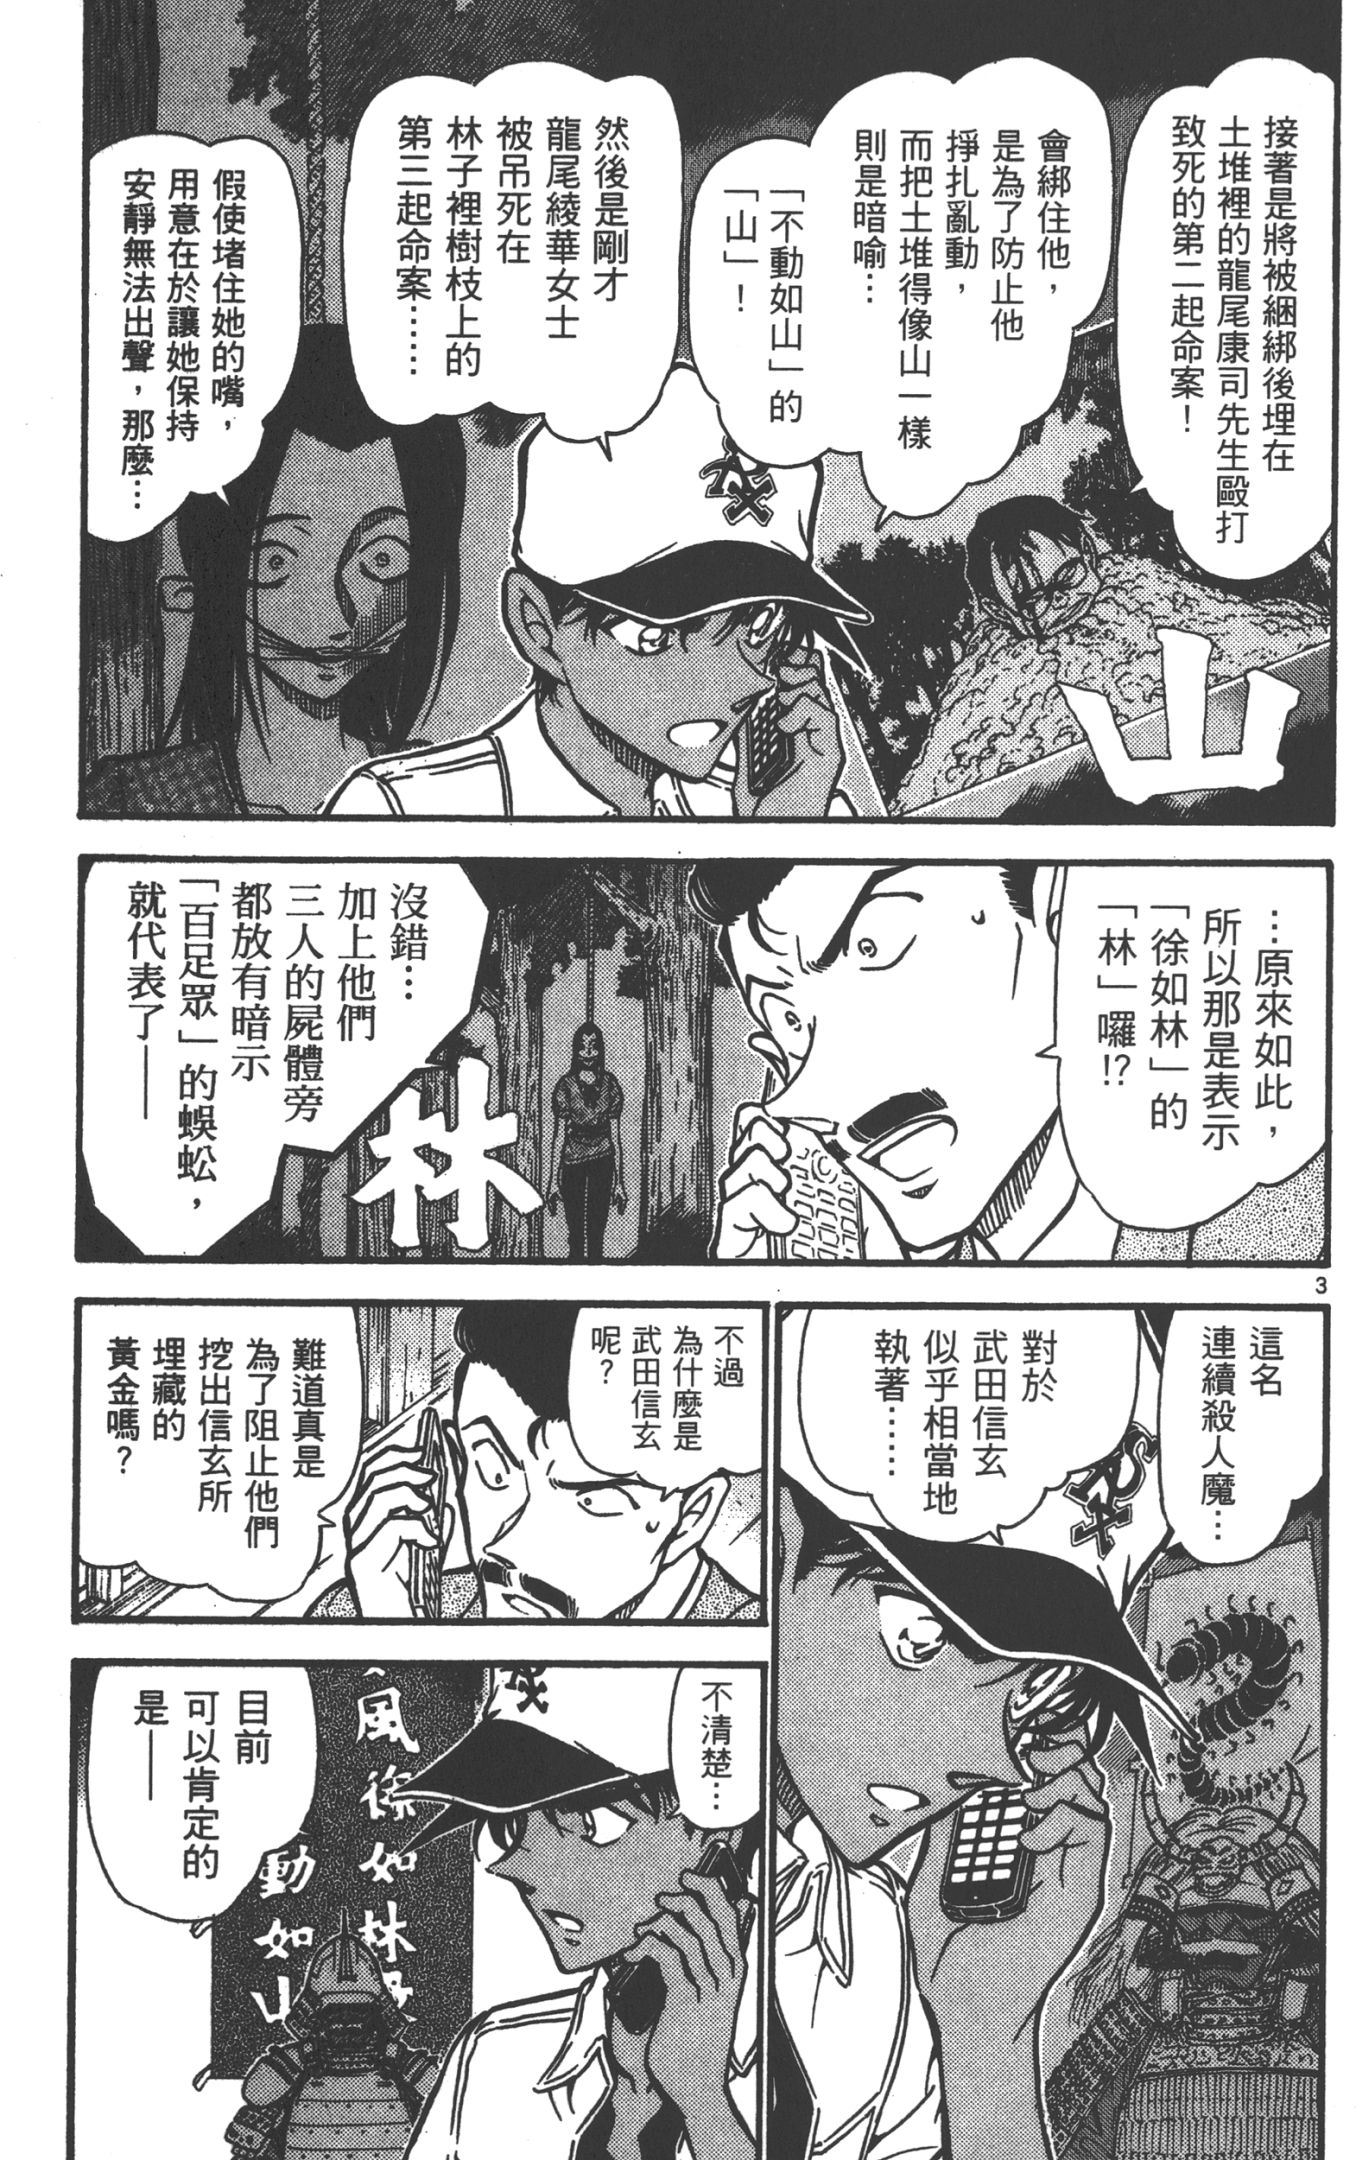 接著是將被綑綁後埋在
土堆裡的龍尾康司先生毆打
致死的第二起命案！
會綁住他，
是為了防止他
掙扎亂動，
而把土堆得像山一樣
則是暗喻…
「不動如山」的
「山」！
然後是剛才
龍尾綾華女士
被吊死在
林子裡樹枝上的
第三起命案……
假使堵住她的嘴，
用意在於讓她保持
安靜無法出聲，那麼…
山
…原來如此，
所以那是表示
「徐如林」的
「林」囉!?
林
沒錯…
加上他們
三人的屍體旁
都放有暗示
「百足眾」的蜈蚣，
就代表了——
3
這名
連續殺人魔…
對於
武田信玄
似乎相當地
執著……
不過
為什麼是
武田信玄
呢？
難道真是
為了阻止他們
挖出信玄所
埋藏的
黃金嗎？
不清楚…
風徐如林
動如山
目前
可以肯定的
是——